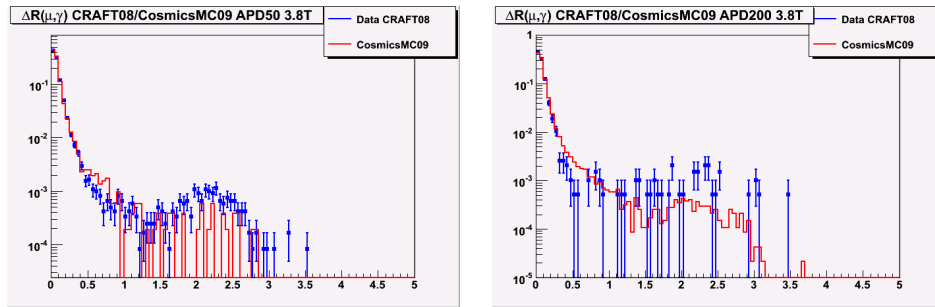 ΔR(μ,γ) CRAFT08/CosmicsMC09 APD50 3.8T
Data CRAFT08
CosmicsMC09
10⁻¹
10⁻²
10⁻³
10⁻⁴
0 0.5 1 1.5 2 2.5 3 3.5 4 4.5 5
ΔR(μ,γ) CRAFT08/CosmicsMC09 APD200 3.8T
Data CRAFT08
CosmicsMC09
1
10⁻¹
10⁻²
10⁻³
10⁻⁴
10⁻⁵
0 0.5 1 1.5 2 2.5 3 3.5 4 4.5 5